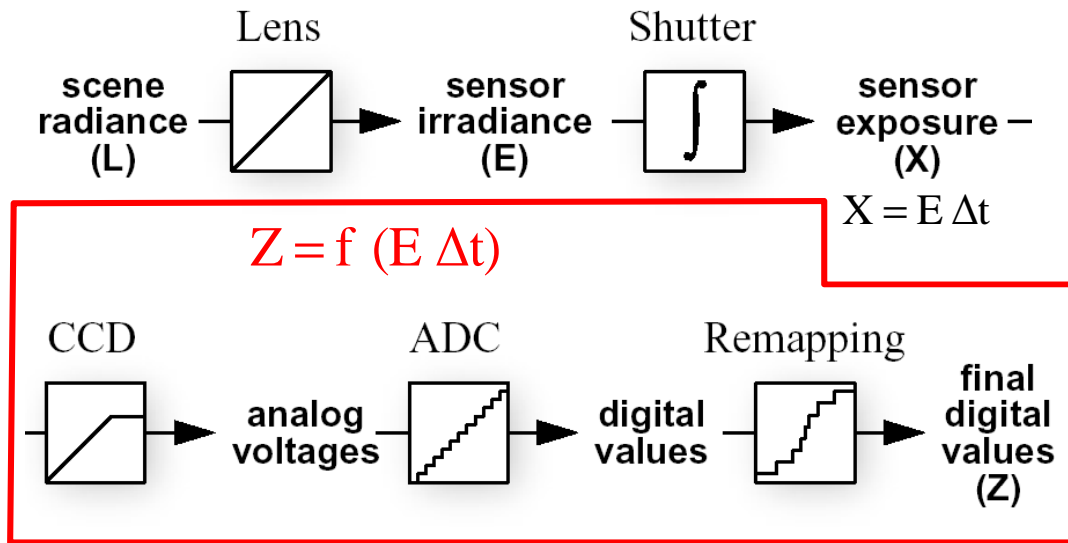 Lens
Shutter
scene
radiance
(L)
sensor
irradiance
(E)
∫
sensor
exposure
(X)
X = E Δt
Z = f (E Δt)
CCD
ADC
Remapping
analog
voltages
digital
values
final
digital
values
(Z)